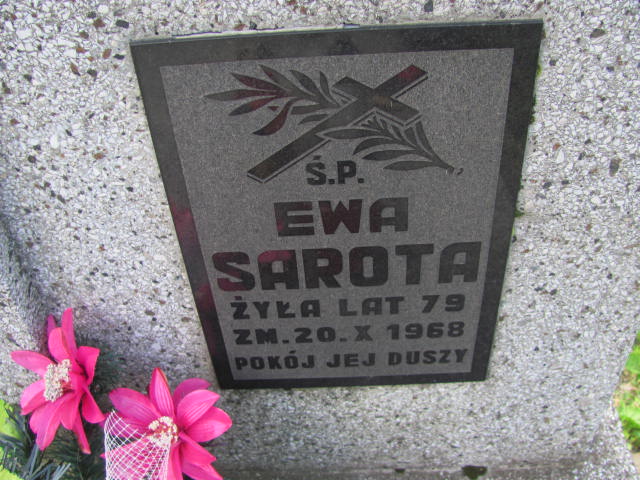 Ś.P.
EWA
SAROTA
ŻYŁA LAT 79
ZM. 20. X 1968
POKÓJ JEJ DUSZY